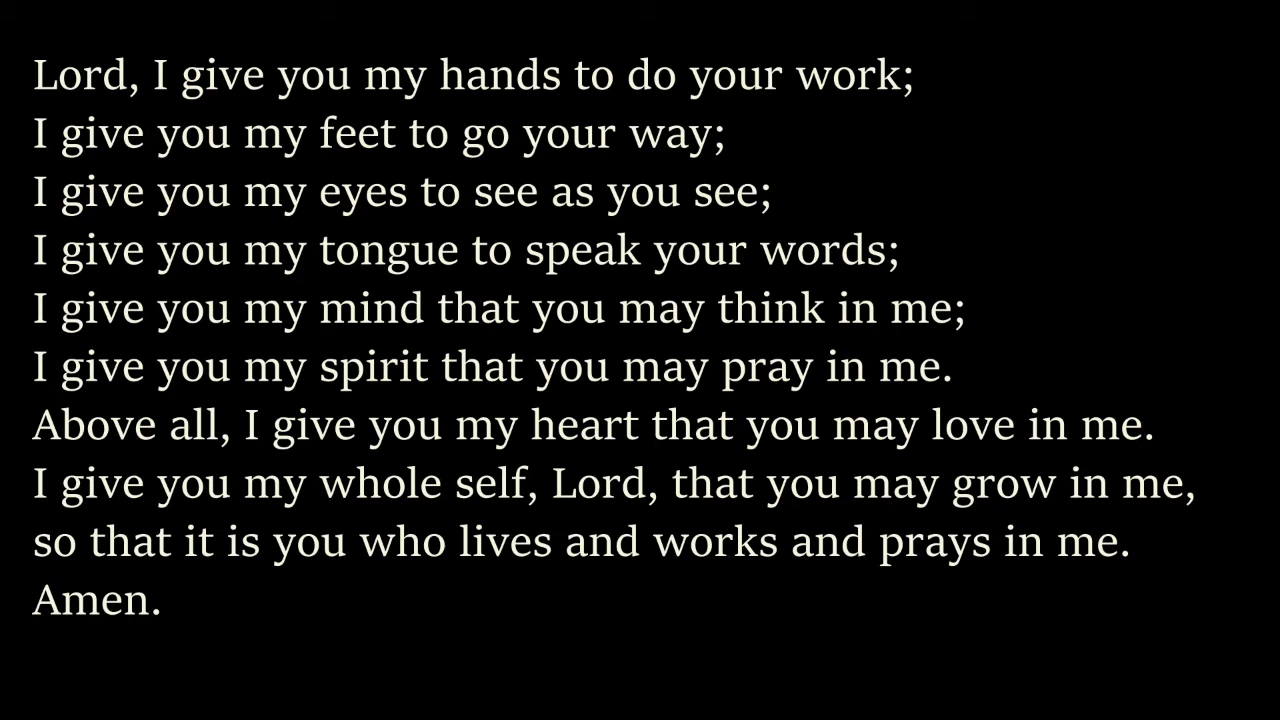 Lord, I give you my hands to do your work;
I give you my feet to go your way;
I give you my eyes to see as you see;
I give you my tongue to speak your words;
I give you my mind that you may think in me;
I give you my spirit that you may pray in me.
Above all, I give you my heart that you may love in me.
I give you my whole self, Lord, that you may grow in me,
so that it is you who lives and works and prays in me.
Amen.